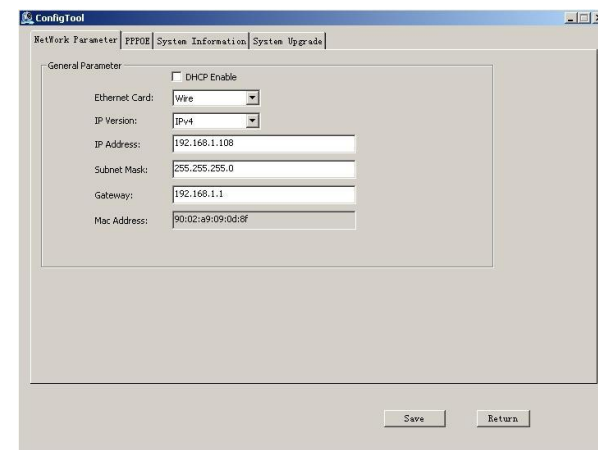 ConfigTool
NetWork Parameter PPPOE System Information System Upgrade
General Parameter
DHCP Enable
Ethernet Card: Wire
IP Version: IPv4
IP Address: 192.168.1.108
Subnet Mask: 255.255.255.0
Gateway: 192.168.1.1
Mac Address: 90:02:a9:09:0d:8f
Save Return